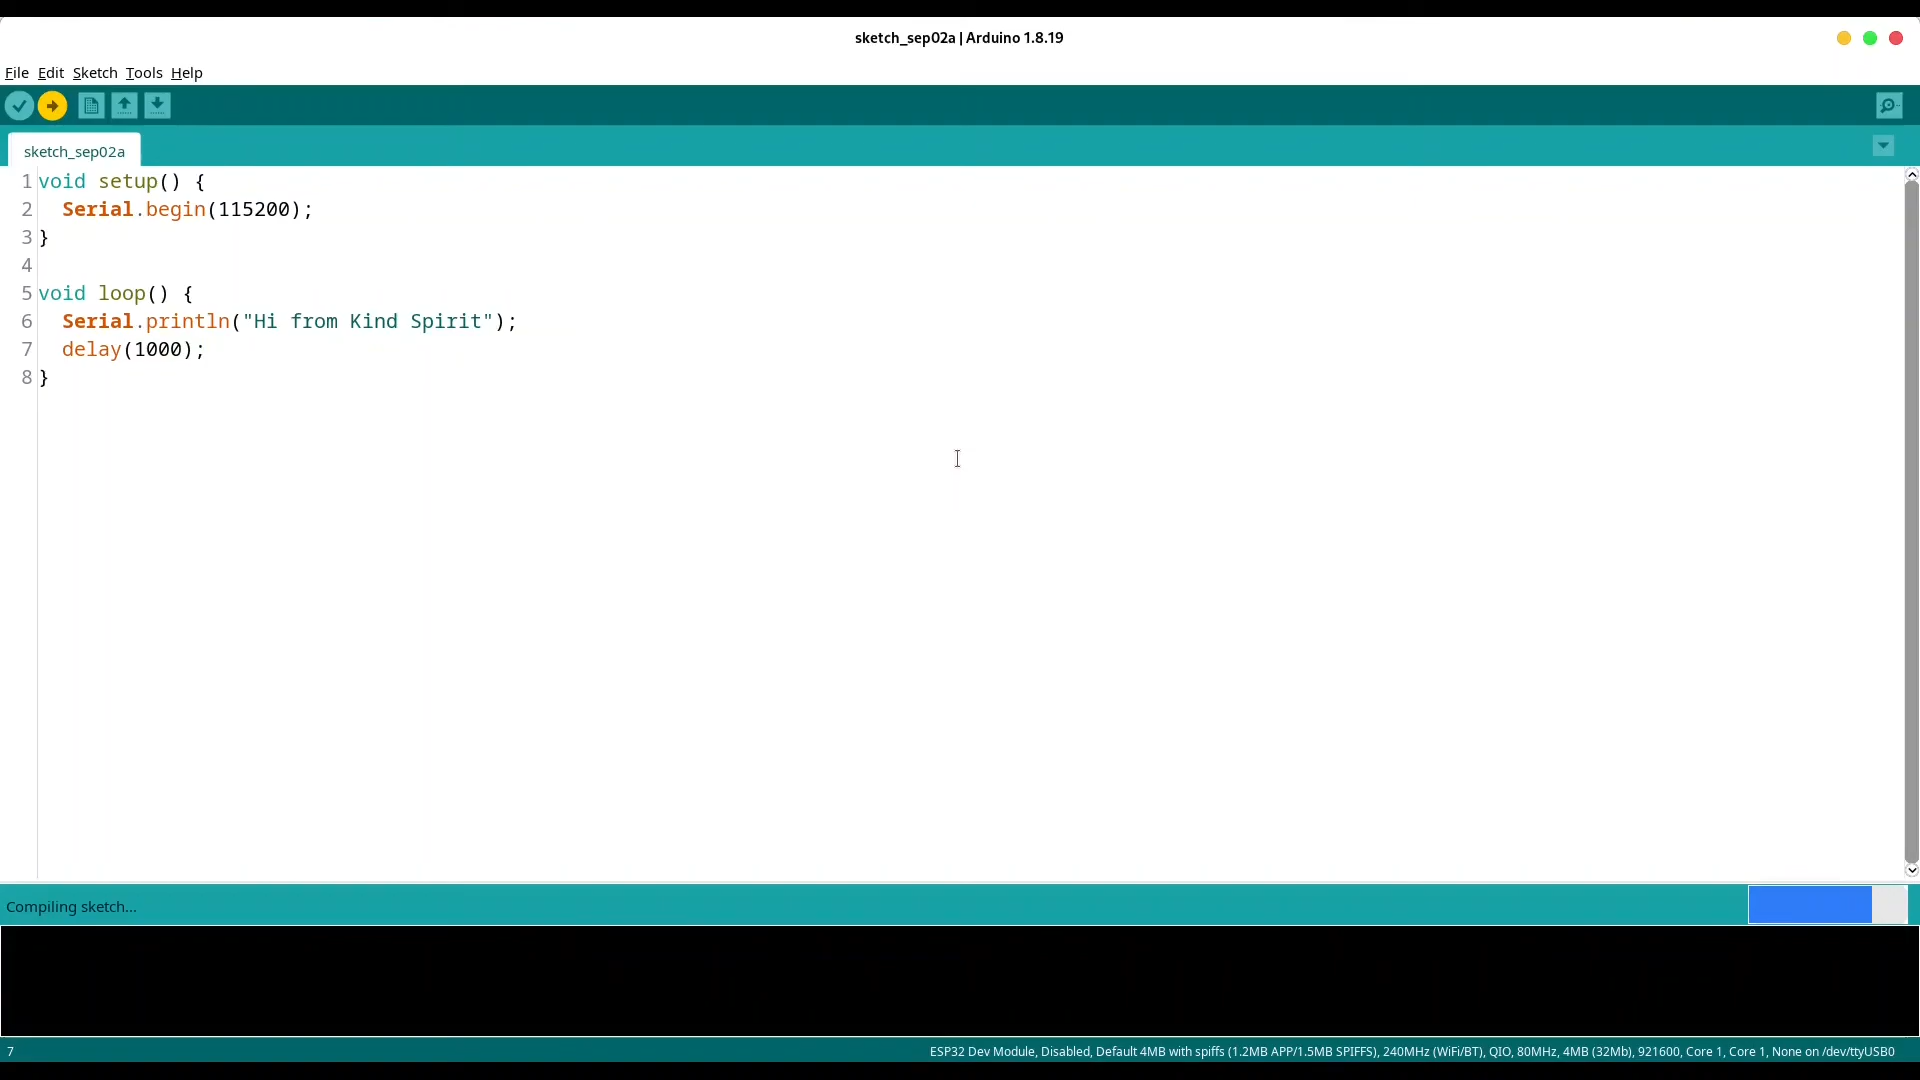 sketch_sep02a | Arduino 1.8.19
File Edit Sketch Tools Help
sketch_sep02a
1 void setup() {
2   Serial.begin(115200);
3 }
4
5 void loop() {
6   Serial.println("Hi from Kind Spirit");
7   delay(1000);
8 }
Compiling sketch...
7 ESP32 Dev Module, Disabled, Default 4MB with spiffs (1.2MB APP/1.5MB SPIFFS), 240MHz (WiFi/BT), QIO, 80MHz, 4MB (32Mb), 921600, Core 1, Core 1, None on /dev/ttyUSB0